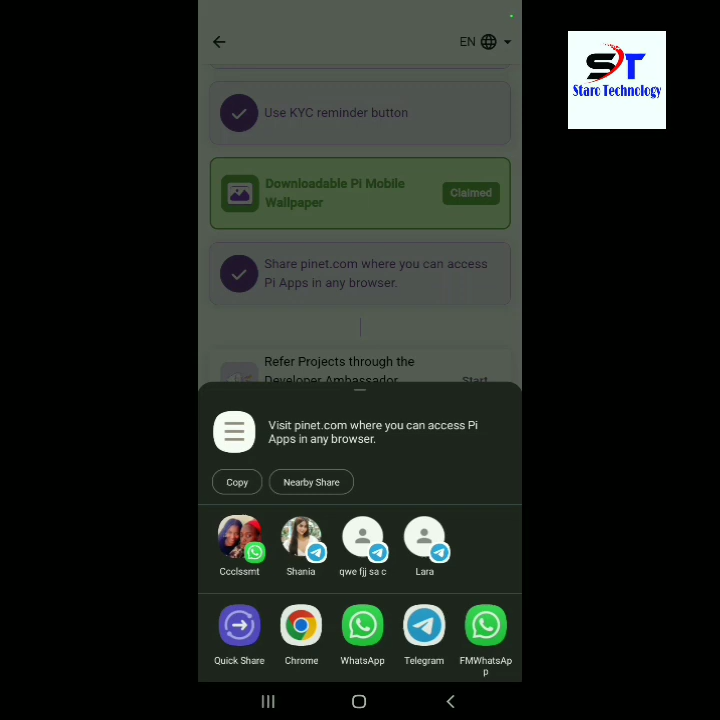 EN
ST
Starc Technology
Use KYC reminder button
Downloadable Pi Mobile
Wallpaper
Claimed
Share pinet.com where you can access
Pi Apps in any browser.
Refer Projects through the
Developer Ambassador
Start
Visit pinet.com where you can access Pi
Apps in any browser.
Copy
Nearby Share
Ccclssmt
Shania
qwe fjj sa c
Lara
Quick Share
Chrome
WhatsApp
Telegram
FMWhatsAp
p